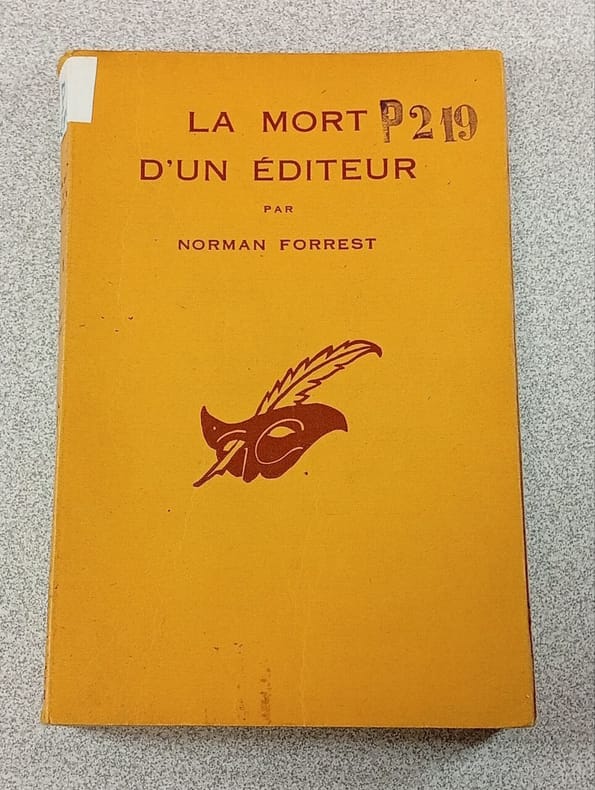 LA MORT P219
D'UN ÉDITEUR
PAR
NORMAN FORREST